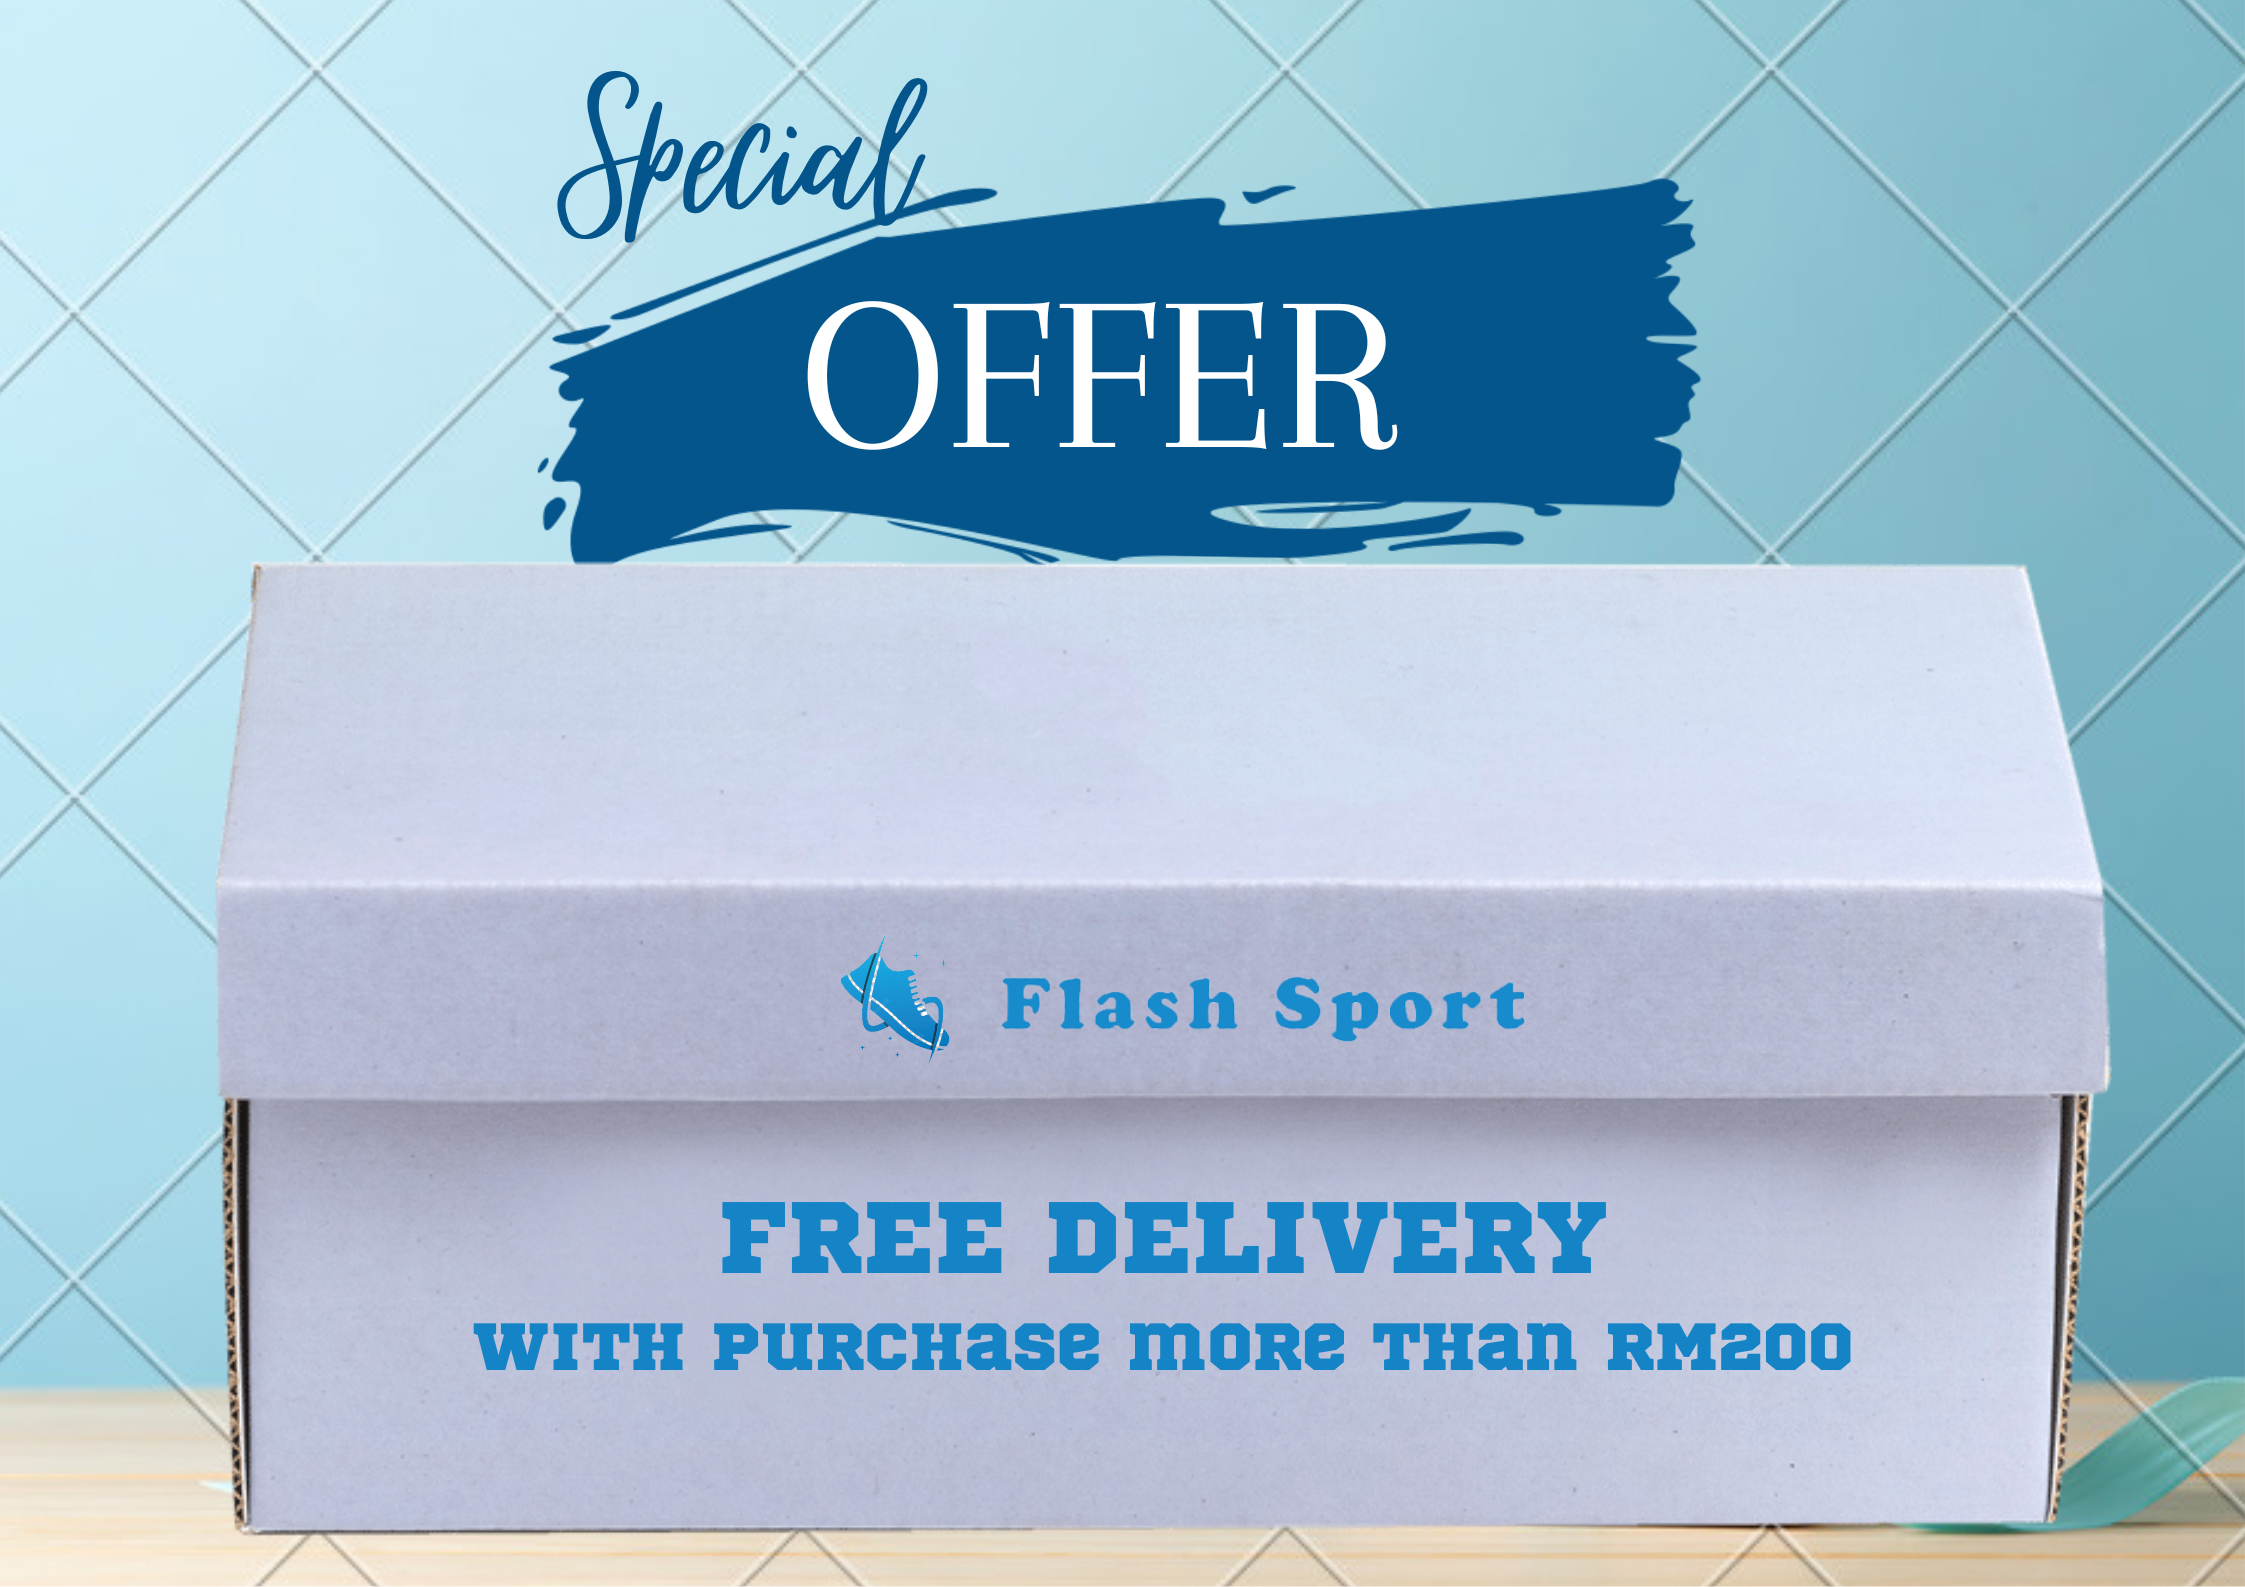 Special
OFFER
Flash Sport
FREE DELIVERY
WITH PURCHase moRe THan RM200